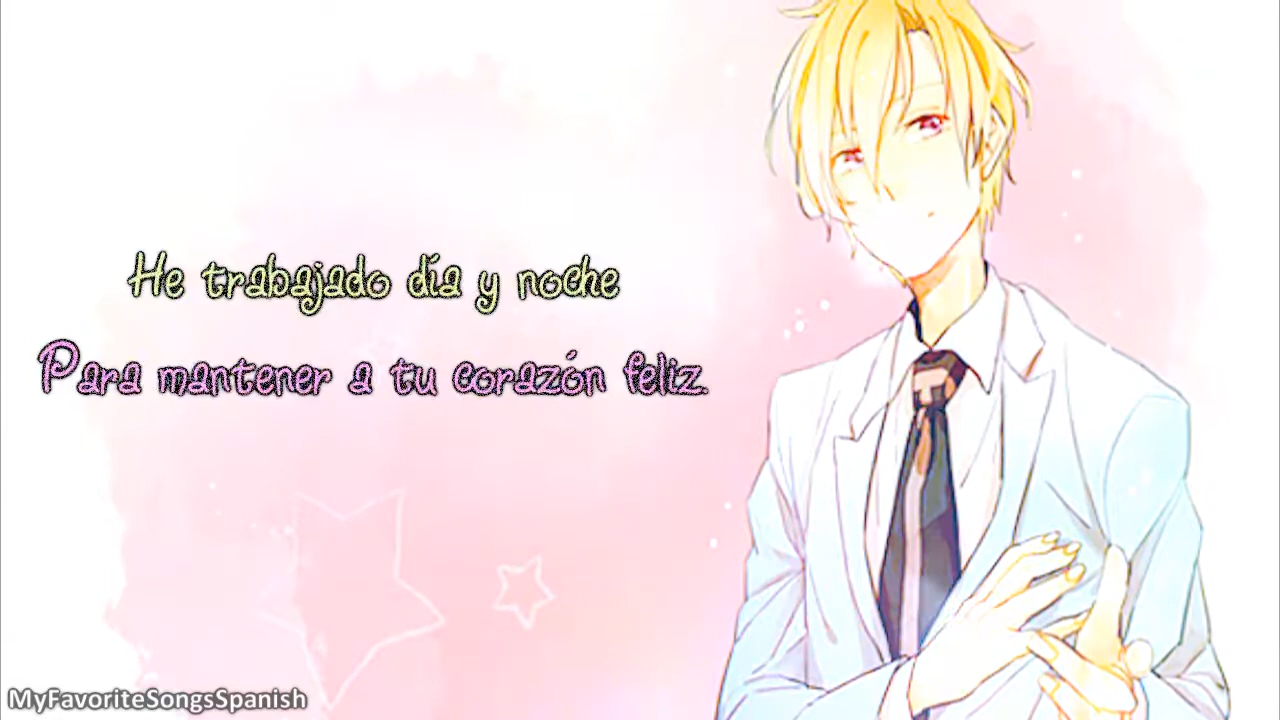 He trabajado día y noche
Para mantener a tu corazón feliz.
MyFavoriteSongsSpanish